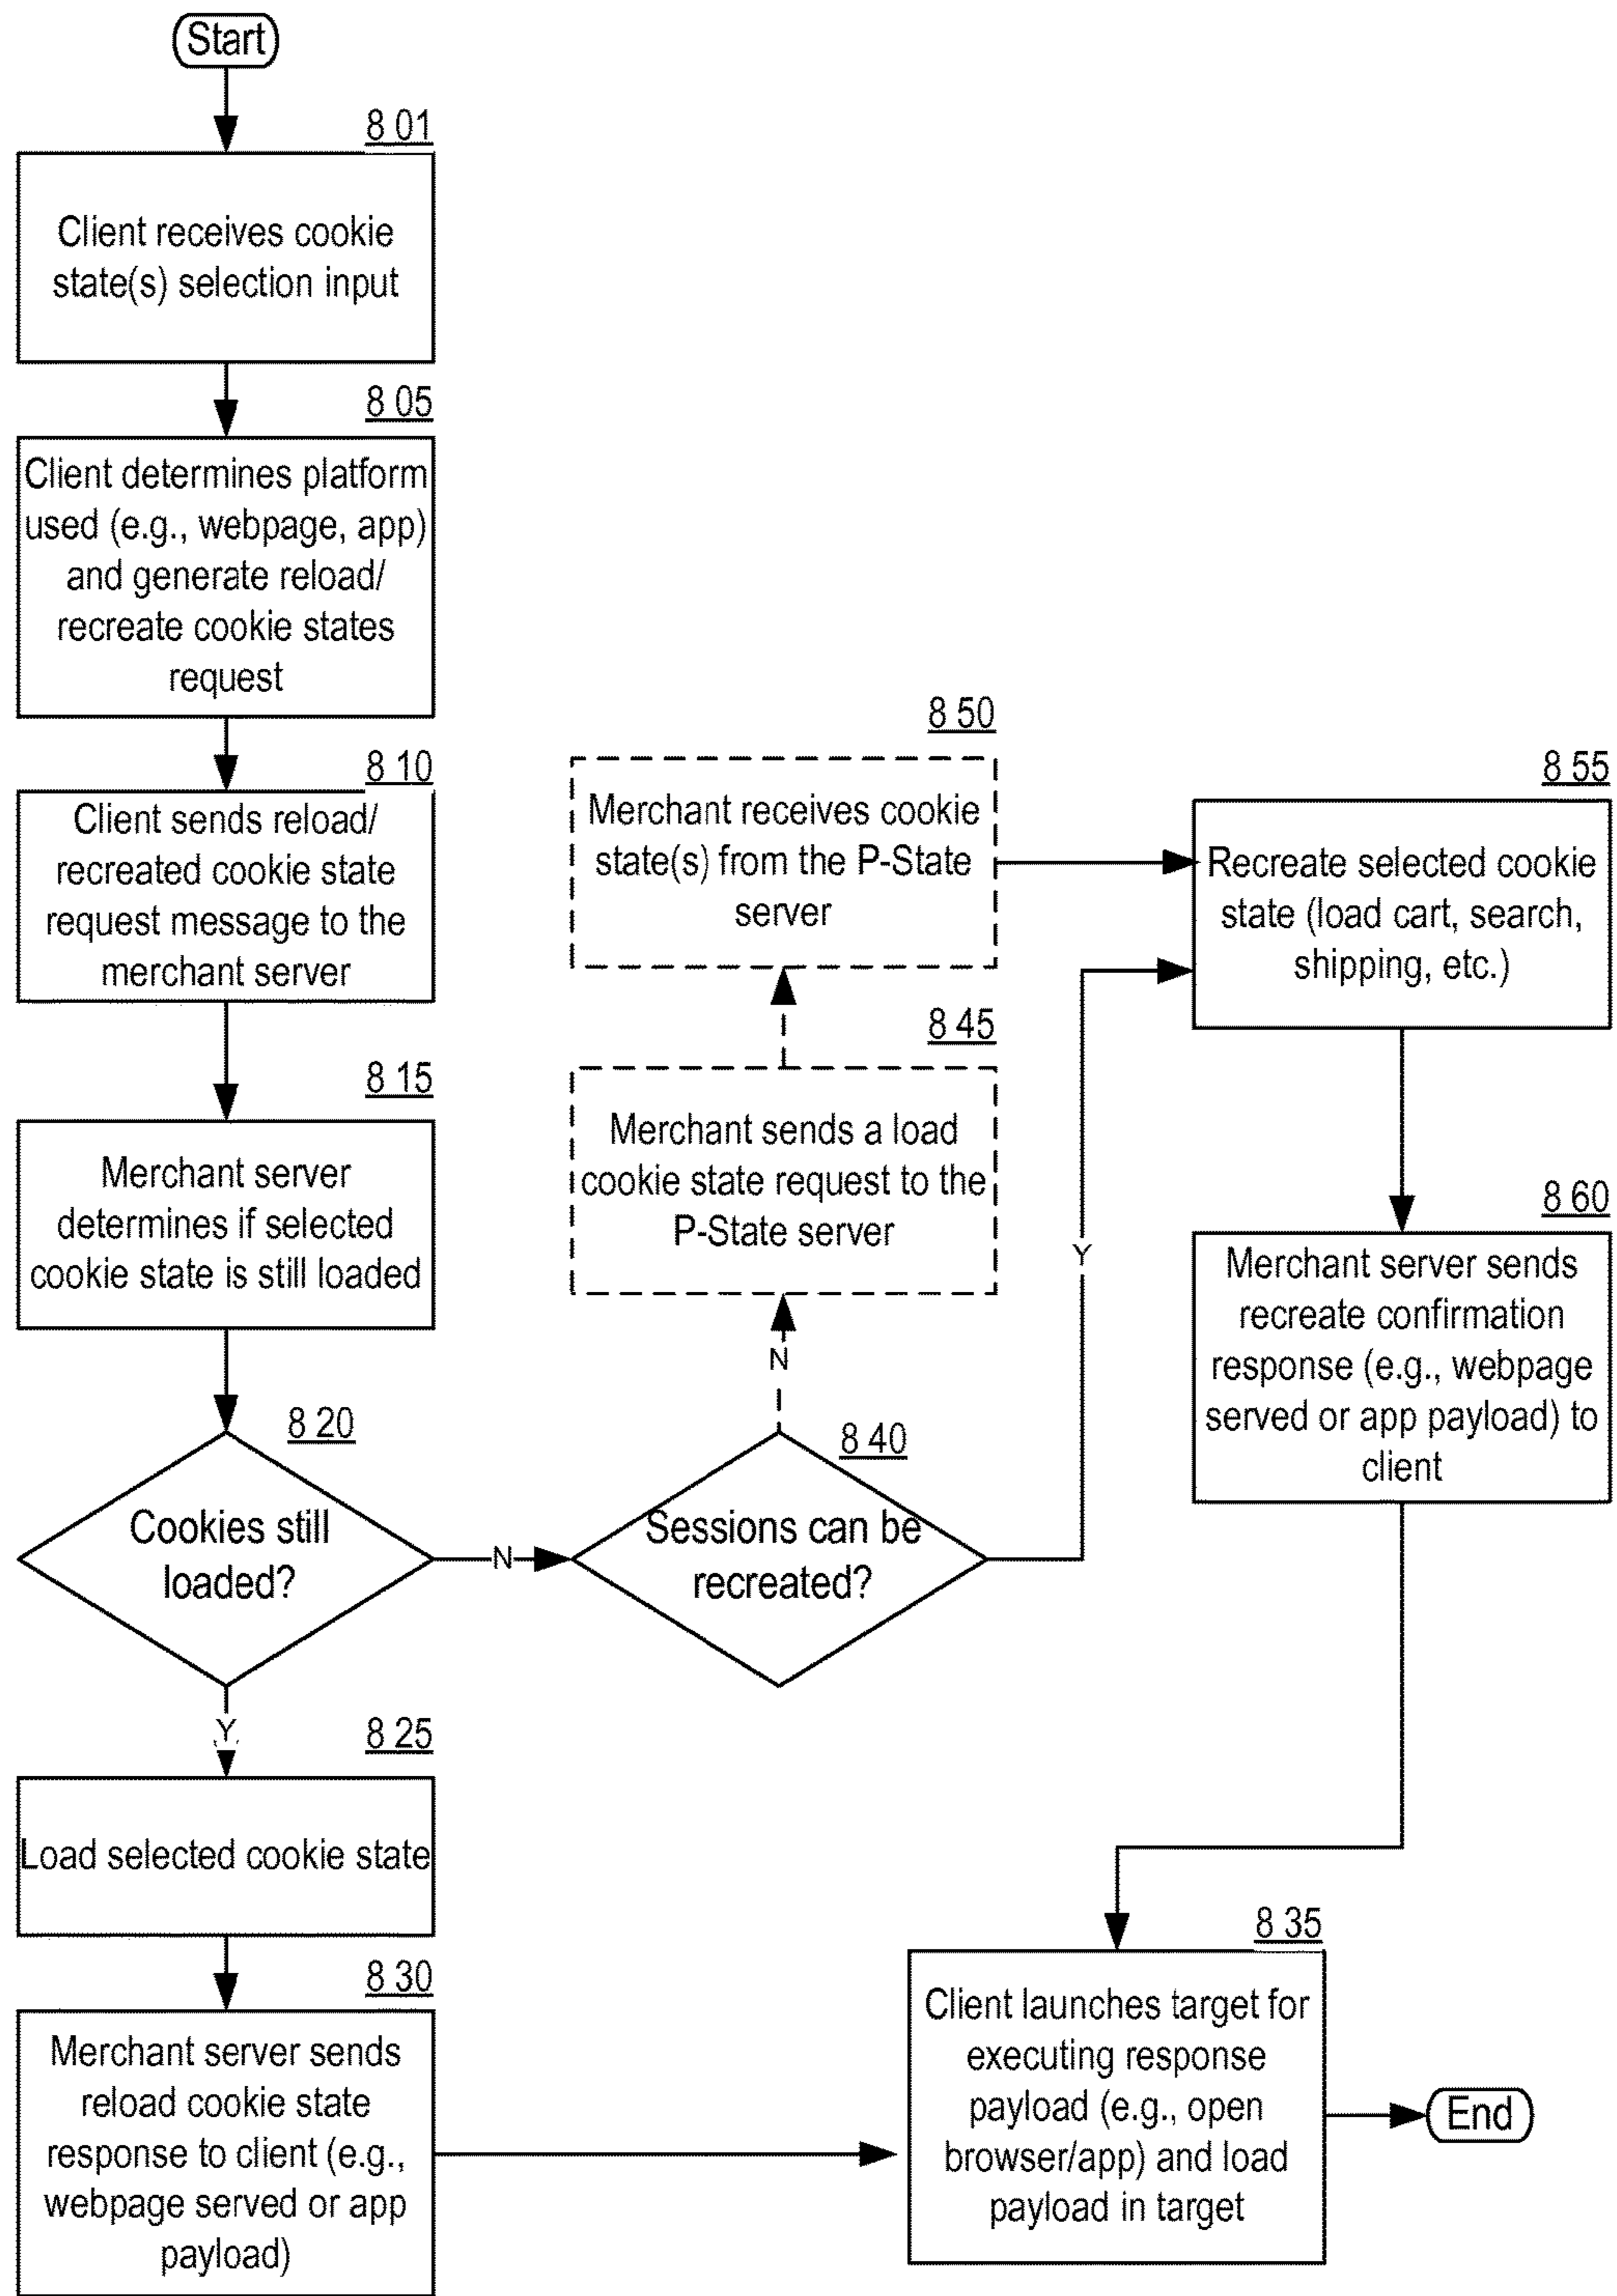 Start
8 01
Client receives cookie
state(s) selection input
8 05
Client determines platform
used (e.g., webpage, app)
and generate reload/
recreate cookie states
request
8 10
Client sends reload/
recreated cookie state
request message to the
merchant server
8 15
Merchant server
determines if selected
cookie state is still loaded
8 20
Cookies still
loaded?
N
Y
8 25
Load selected cookie state
8 30
Merchant server sends
reload cookie state
response to client (e.g.,
webpage served or app
payload)
8 40
Sessions can be
recreated?
N
Y
8 45
Merchant sends a load
cookie state request to the
P-State server
8 50
Merchant receives cookie
state(s) from the P-State
server
8 55
Recreate selected cookie
state (load cart, search,
shipping, etc.)
8 60
Merchant server sends
recreate confirmation
response (e.g., webpage
served or app payload) to
client
8 35
Client launches target for
executing response
payload (e.g., open
browser/app) and load
payload in target
End